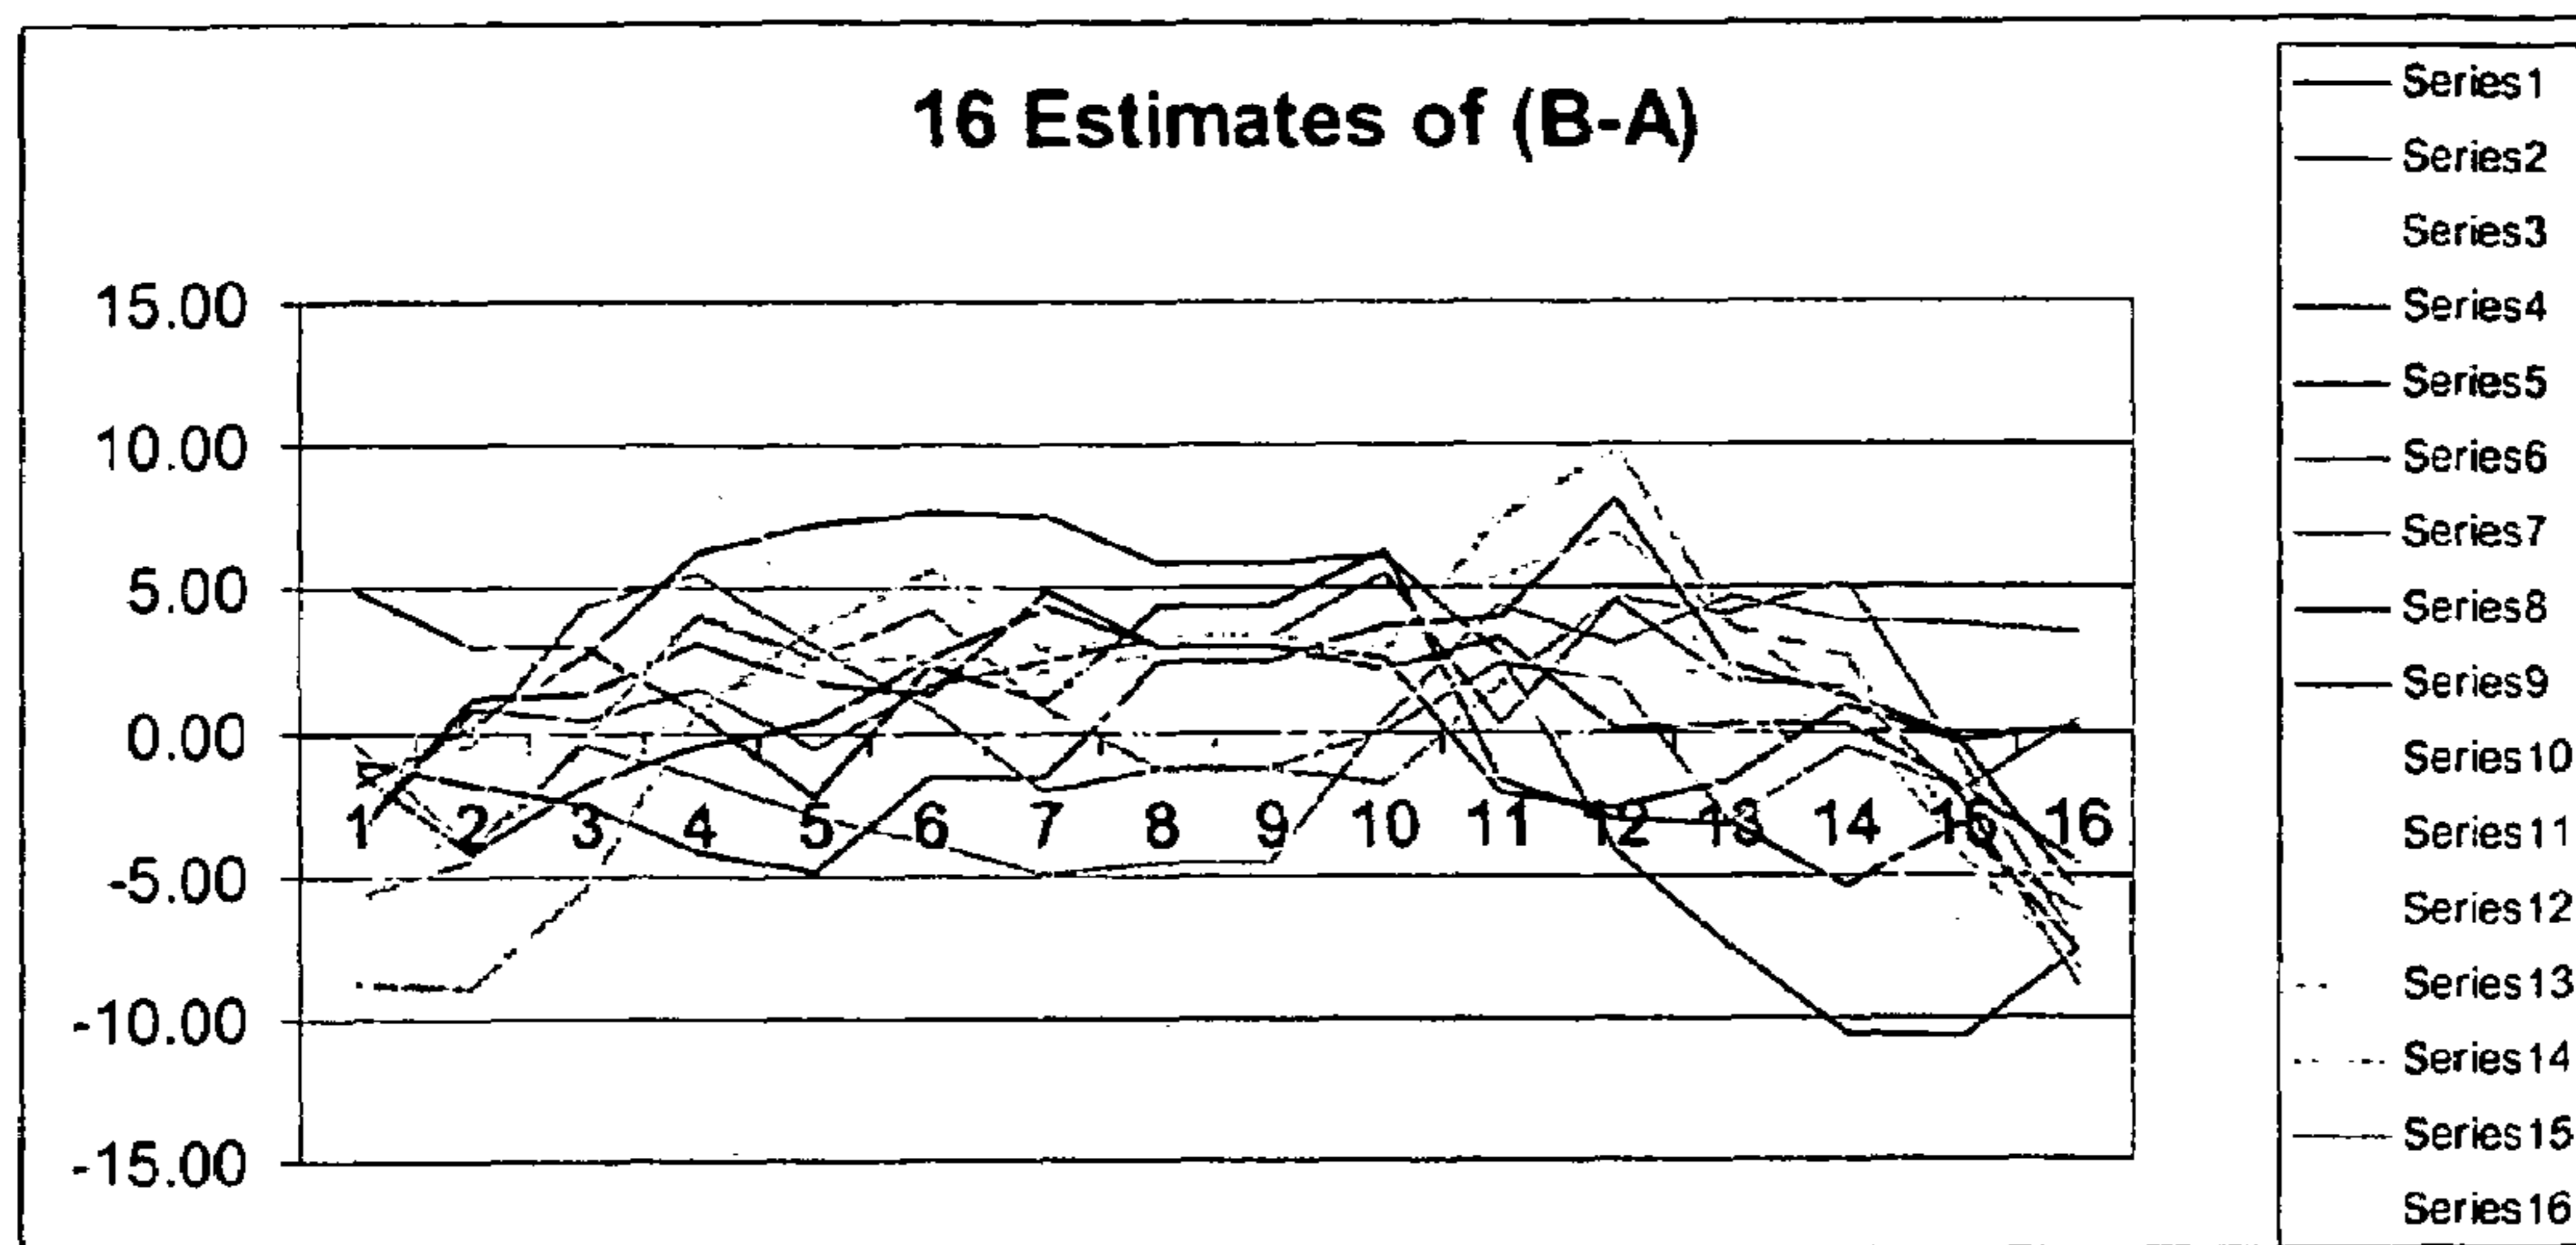 16 Estimates of (B-A)
15.00
10.00
5.00
0.00
-5.00
-10.00
-15.00
1 2 3 4 5 6 7 8 9 10 11 12 13 14 15 16
Series1
Series2
Series3
Series4
Series5
Series6
Series7
Series8
Series9
Series10
Series11
Series12
Series13
Series14
Series15
Series16